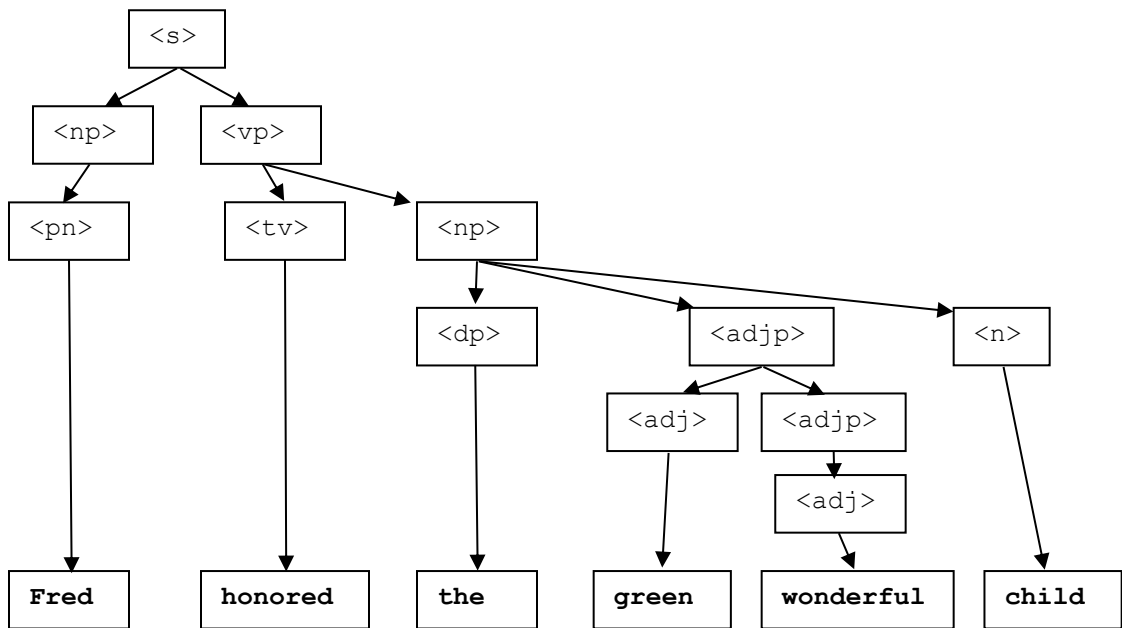 <s>
<np> <vp>
<pn> <tv> <np>
<dp> <adjp> <n>
<adj> <adjp>
<adj>
Fred honored the green wonderful child